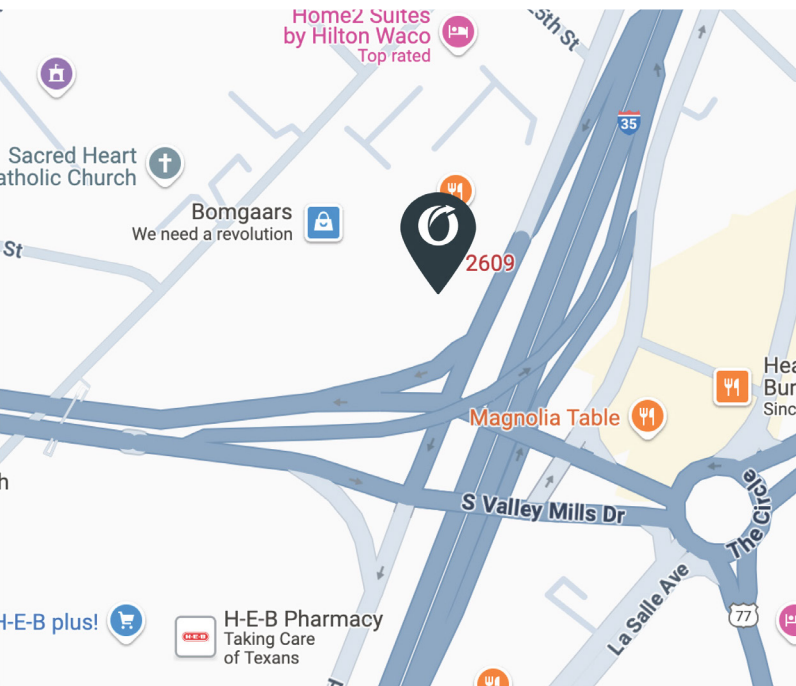 Home2 Suites
by Hilton Waco
Top rated
5th St
35
Sacred Heart
atholic Church
Bomgaars
We need a revolution
St
2609
Hea
Bur
Sinc
Magnolia Table
S Valley Mills Dr
The Circle
h
La Salle Ave
77
H-E-B plus!
H-E-B
H-E-B Pharmacy
Taking Care
of Texans